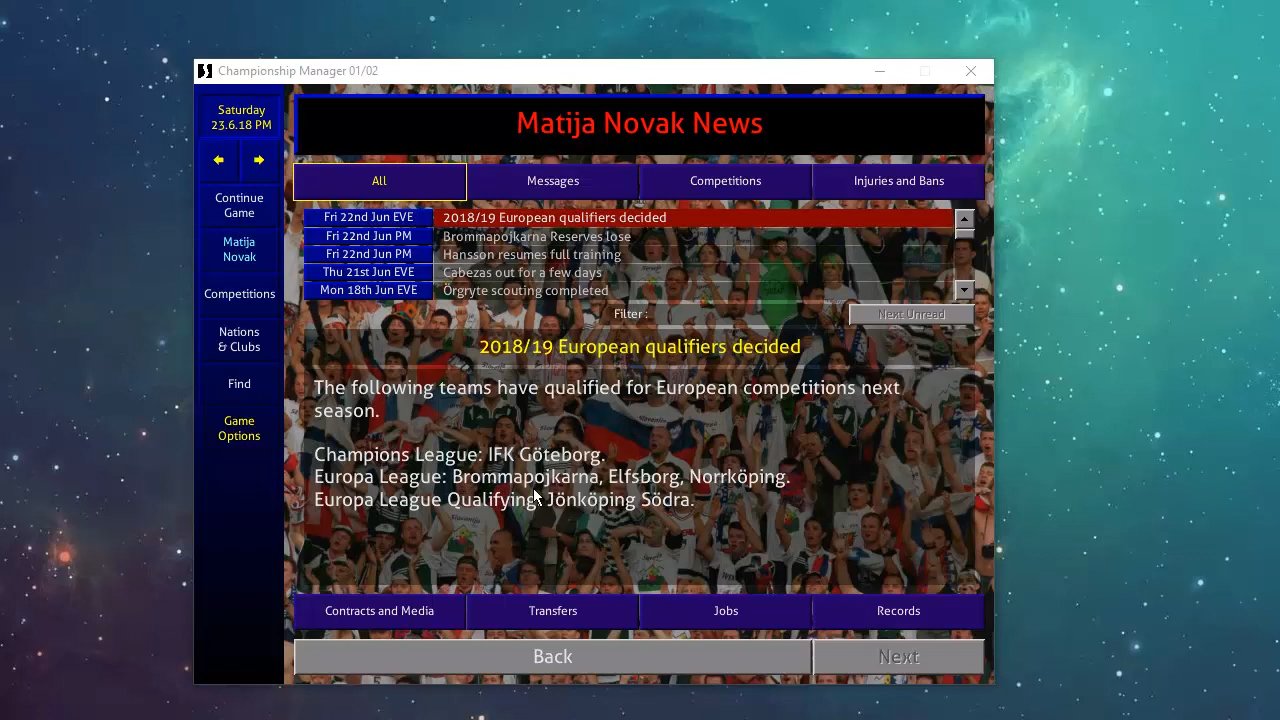 Championship Manager 01/02
Saturday
23.6.18 PM
Continue
Game
Matija
Novak
Competitions
Nations
& Clubs
Find
Game
Options
Matija Novak News
All
Messages
Competitions
Injuries and Bans
Fri 22nd Jun EVE 2018/19 European qualifiers decided
Fri 22nd Jun PM Brommapojkarna Reserves lose
Fri 22nd Jun PM Hansson resumes full training
Thu 21st Jun EVE Cabezas out for a few days
Mon 18th Jun EVE Örgryte scouting completed
Filter :
Next Unread
2018/19 European qualifiers decided
The following teams have qualified for European competitions next
season.
Champions League: IFK Göteborg.
Europa League: Brommapojkarna, Elfsborg, Norrköping.
Europa League Qualifying: Jönköping Södra.
Contracts and Media
Transfers
Jobs
Records
Back
Next